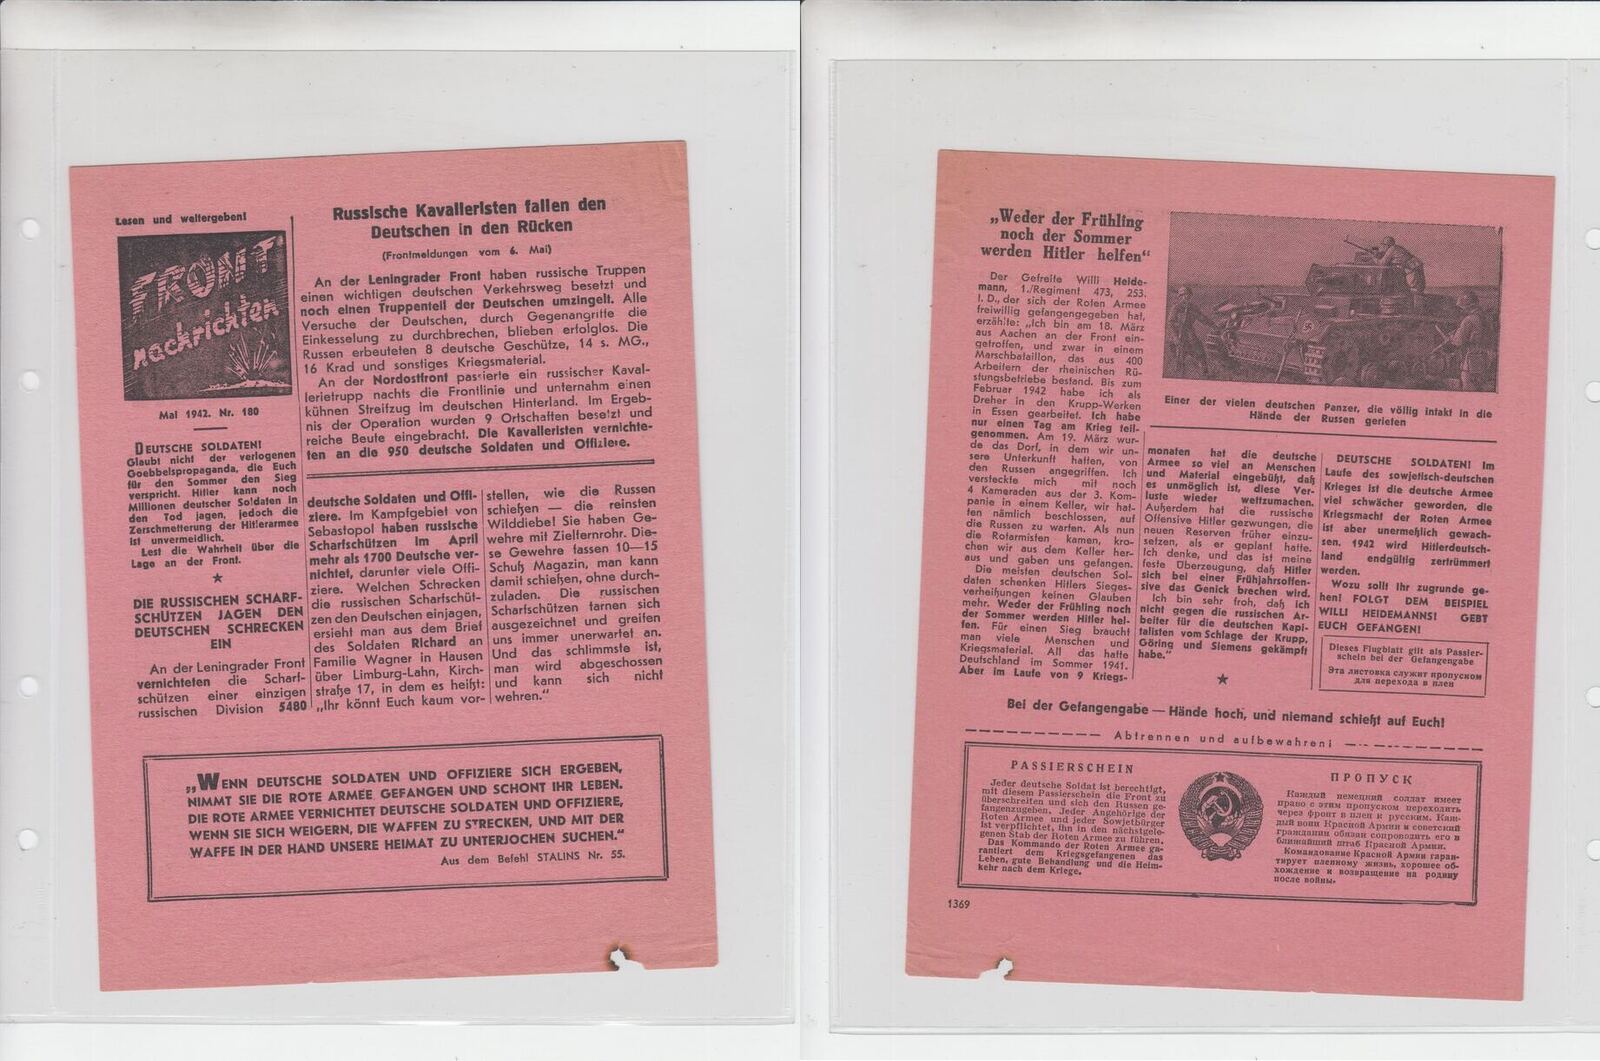 Lesen und weitergeben!
FRONT
nachrichten
Mai 1942. Nr. 180
DEUTSCHE SOLDATEN!
Glaubt nicht der verlogenen
Goebbelspropaganda, die Euch
für den Sommer den Sieg
verspricht. Hitler kann noch
Millionen deutscher Soldaten in
den Tod jagen, jedoch die
Zerschmetterung der Hitlerarmee
ist unvermeidlich.
Lest die Wahrheit über die
Lage an der Front.
★
DIE RUSSISCHEN SCHARF-
SCHÜTZEN JAGEN DEN
DEUTSCHEN SCHRECKEN
EIN
An der Leningrader Front
vernichteten die Scharf-
schützen einer einzigen
russischen Division 5480
Russische Kavalleristen fallen den
Deutschen in den Rücken
(Frontmeldungen vom 6. Mai)
An der Leningrader Front haben russische Truppen
einen wichtigen deutschen Verkehrsweg besetzt und
noch einen Truppenteil der Deutschen umzingelt. Alle
Versuche der Deutschen, durch Gegenangriffe die
Einkesselung zu durchbrechen, blieben erfolglos. Die
Russen erbeuteten 8 deutsche Geschütze, 14 s. MG.,
16 Krad und sonstiges Kriegsmaterial.
An der Nordostfront passierte ein russischer Kaval-
lerietrupp nachts die Frontlinie und unternahm einen
kühnen Streifzug im deutschen Hinterland. Im Ergeb-
nis der Operation wurden 9 Ortschaften besetzt und
reiche Beute eingebracht. Die Kavalleristen vernichte-
ten an die 950 deutsche Soldaten und Offiziere.
deutsche Soldaten und Offi-
ziere. Im Kampfgebiet von
Sebastopol haben russische
Scharfschützen im April
mehr als 1700 Deutsche ver-
nichtet, darunter viele Offi-
ziere. Welchen Schrecken
die russischen Scharfschüt-
zen den Deutschen einjagen,
ersieht man aus dem Brief
des Soldaten Richard an
Familie Wagner in Hausen
über Limburg-Lahn, Kirch-
straße 17, in dem es heißt:
„Ihr könnt Euch kaum vor-
stellen, wie die Russen
schießen — die reinsten
Wilddiebe! Sie haben Ge-
wehre mit Zielfernrohr. Die-
se Gewehre fassen 10—15
Schuß Magazin, man kann
damit schießen, ohne durch-
zuladen. Die russischen
Scharfschützen tarnen sich
ausgezeichnet und greifen
uns immer unerwartet an.
Und das schlimmste ist,
man wird abgeschossen
und kann sich nicht
wehren.“
„WENN DEUTSCHE SOLDATEN UND OFFIZIERE SICH ERGEBEN,
NIMMT SIE DIE ROTE ARMEE GEFANGEN UND SCHONT IHR LEBEN.
DIE ROTE ARMEE VERNICHTET DEUTSCHE SOLDATEN UND OFFIZIERE,
WENN SIE SICH WEIGERN, DIE WAFFEN ZU STRECKEN, UND MIT DER
WAFFE IN DER HAND UNSERE HEIMAT ZU UNTERJOCHEN SUCHEN.“
Aus dem Befehl STALINS Nr. 55.
„Weder der Frühling
noch der Sommer
werden Hitler helfen“
Der Gefreite Willi Heide-
mann, 1./Regiment 473, 253.
I. D., der sich der Roten Armee
freiwillig gefangengegeben hat,
erzählte: „Ich bin am 18. März
aus Aachen an der Front ein-
getroffen, und zwar in einem
Marschbataillon, das aus 400
Arbeitern der rheinischen Rü-
stungsbetriebe bestand. Bis zum
Februar 1942 habe ich als
Dreher in den Krupp-Werken
in Essen gearbeitet. Ich habe
nur einen Tag am Krieg teil-
genommen. Am 19. März wur-
de das Dorf, in dem wir un-
sere Unterkunft hatten, von
den Russen angegriffen. Ich
versteckte mich mit noch
4 Kameraden aus der 3. Kom-
panie in einem Keller, wir hat-
ten nämlich beschlossen, auf
die Russen zu warten. Als nun
die Rotarmisten kamen, kro-
chen wir aus dem Keller her-
aus und gaben uns gefangen.
Die meisten deutschen Sol-
daten schenken Hitlers Sieges-
verheißungen keinen Glauben
mehr. Weder der Frühling noch
der Sommer werden Hitler hel-
fen. Für einen Sieg braucht
man viele Menschen und
Kriegsmaterial. All das hatte
Deutschland im Sommer 1941.
Aber im Laufe von 9 Kriegs-
Einer der vielen deutschen Panzer, die völlig intakt in die
Hände der Russen gerieten
monaten hat die deutsche
Armee so viel an Menschen
und Material eingebüßt, daß
es unmöglich ist, diese Ver-
luste wieder wettzumachen.
Außerdem hat die russische
Offensive Hitler gezwungen, die
neuen Reserven früher einzu-
setzen, als er geplant hatte.
Ich denke, und das ist meine
feste Überzeugung, daß Hitler
sich bei einer Frühjahrsoffen-
sive das Genick brechen wird.
Ich bin sehr froh, daß ich
nicht gegen die russischen Ar-
beiter für die deutschen Kapi-
talisten vom Schlage der Krupp,
Göring und Siemens gekämpft
habe.“
★
DEUTSCHE SOLDATEN! Im
Laufe des sowjetisch-deutschen
Krieges ist die deutsche Armee
viel schwächer geworden, die
Kriegsmacht der Roten Armee
ist aber unermeßlich gewach-
sen. 1942 wird Hitlerdeutsch-
land endgültig zertrümmert
werden.
Wozu sollt Ihr zugrunde ge-
hen! FOLGT DEM BEISPIEL
WILLI HEIDEMANNS! GEBT
EUCH GEFANGEN!
Dieses Flugblatt gilt als Passier-
schein bei der Gefangengabe
Эта листовка служит пропуском
для перехода в плен
Bei der Gefangengabe — Hände hoch, und niemand schießt auf Euch!
Abtrennen und aufbewahren!
PASSIERSCHEIN
Jeder deutsche Soldat ist berechtigt,
mit diesem Passierschein die Front zu
überschreiten und sich den Russen ge-
fangenzugeben. Jeder Angehörige der
Roten Armee und jeder Sowjetbürger
ist verpflichtet, ihn in den nächstgele-
genen Stab der Roten Armee zu führen.
Das Kommando der Roten Armee ga-
rantiert dem Kriegsgefangenen das
Leben, gute Behandlung und die Heim-
kehr nach dem Kriege.
ПРОПУСК
Каждый немецкий солдат имеет
право с этим пропуском переходить
через фронт в плен к русским. Каж-
дый воин Красной Армии и советский
гражданин обязан сопроводить его в
ближайший штаб Красной Армии.
Командование Красной Армии гаран-
тирует пленному жизнь, хорошее об-
хождение и возвращение на родину
после войны.
1369